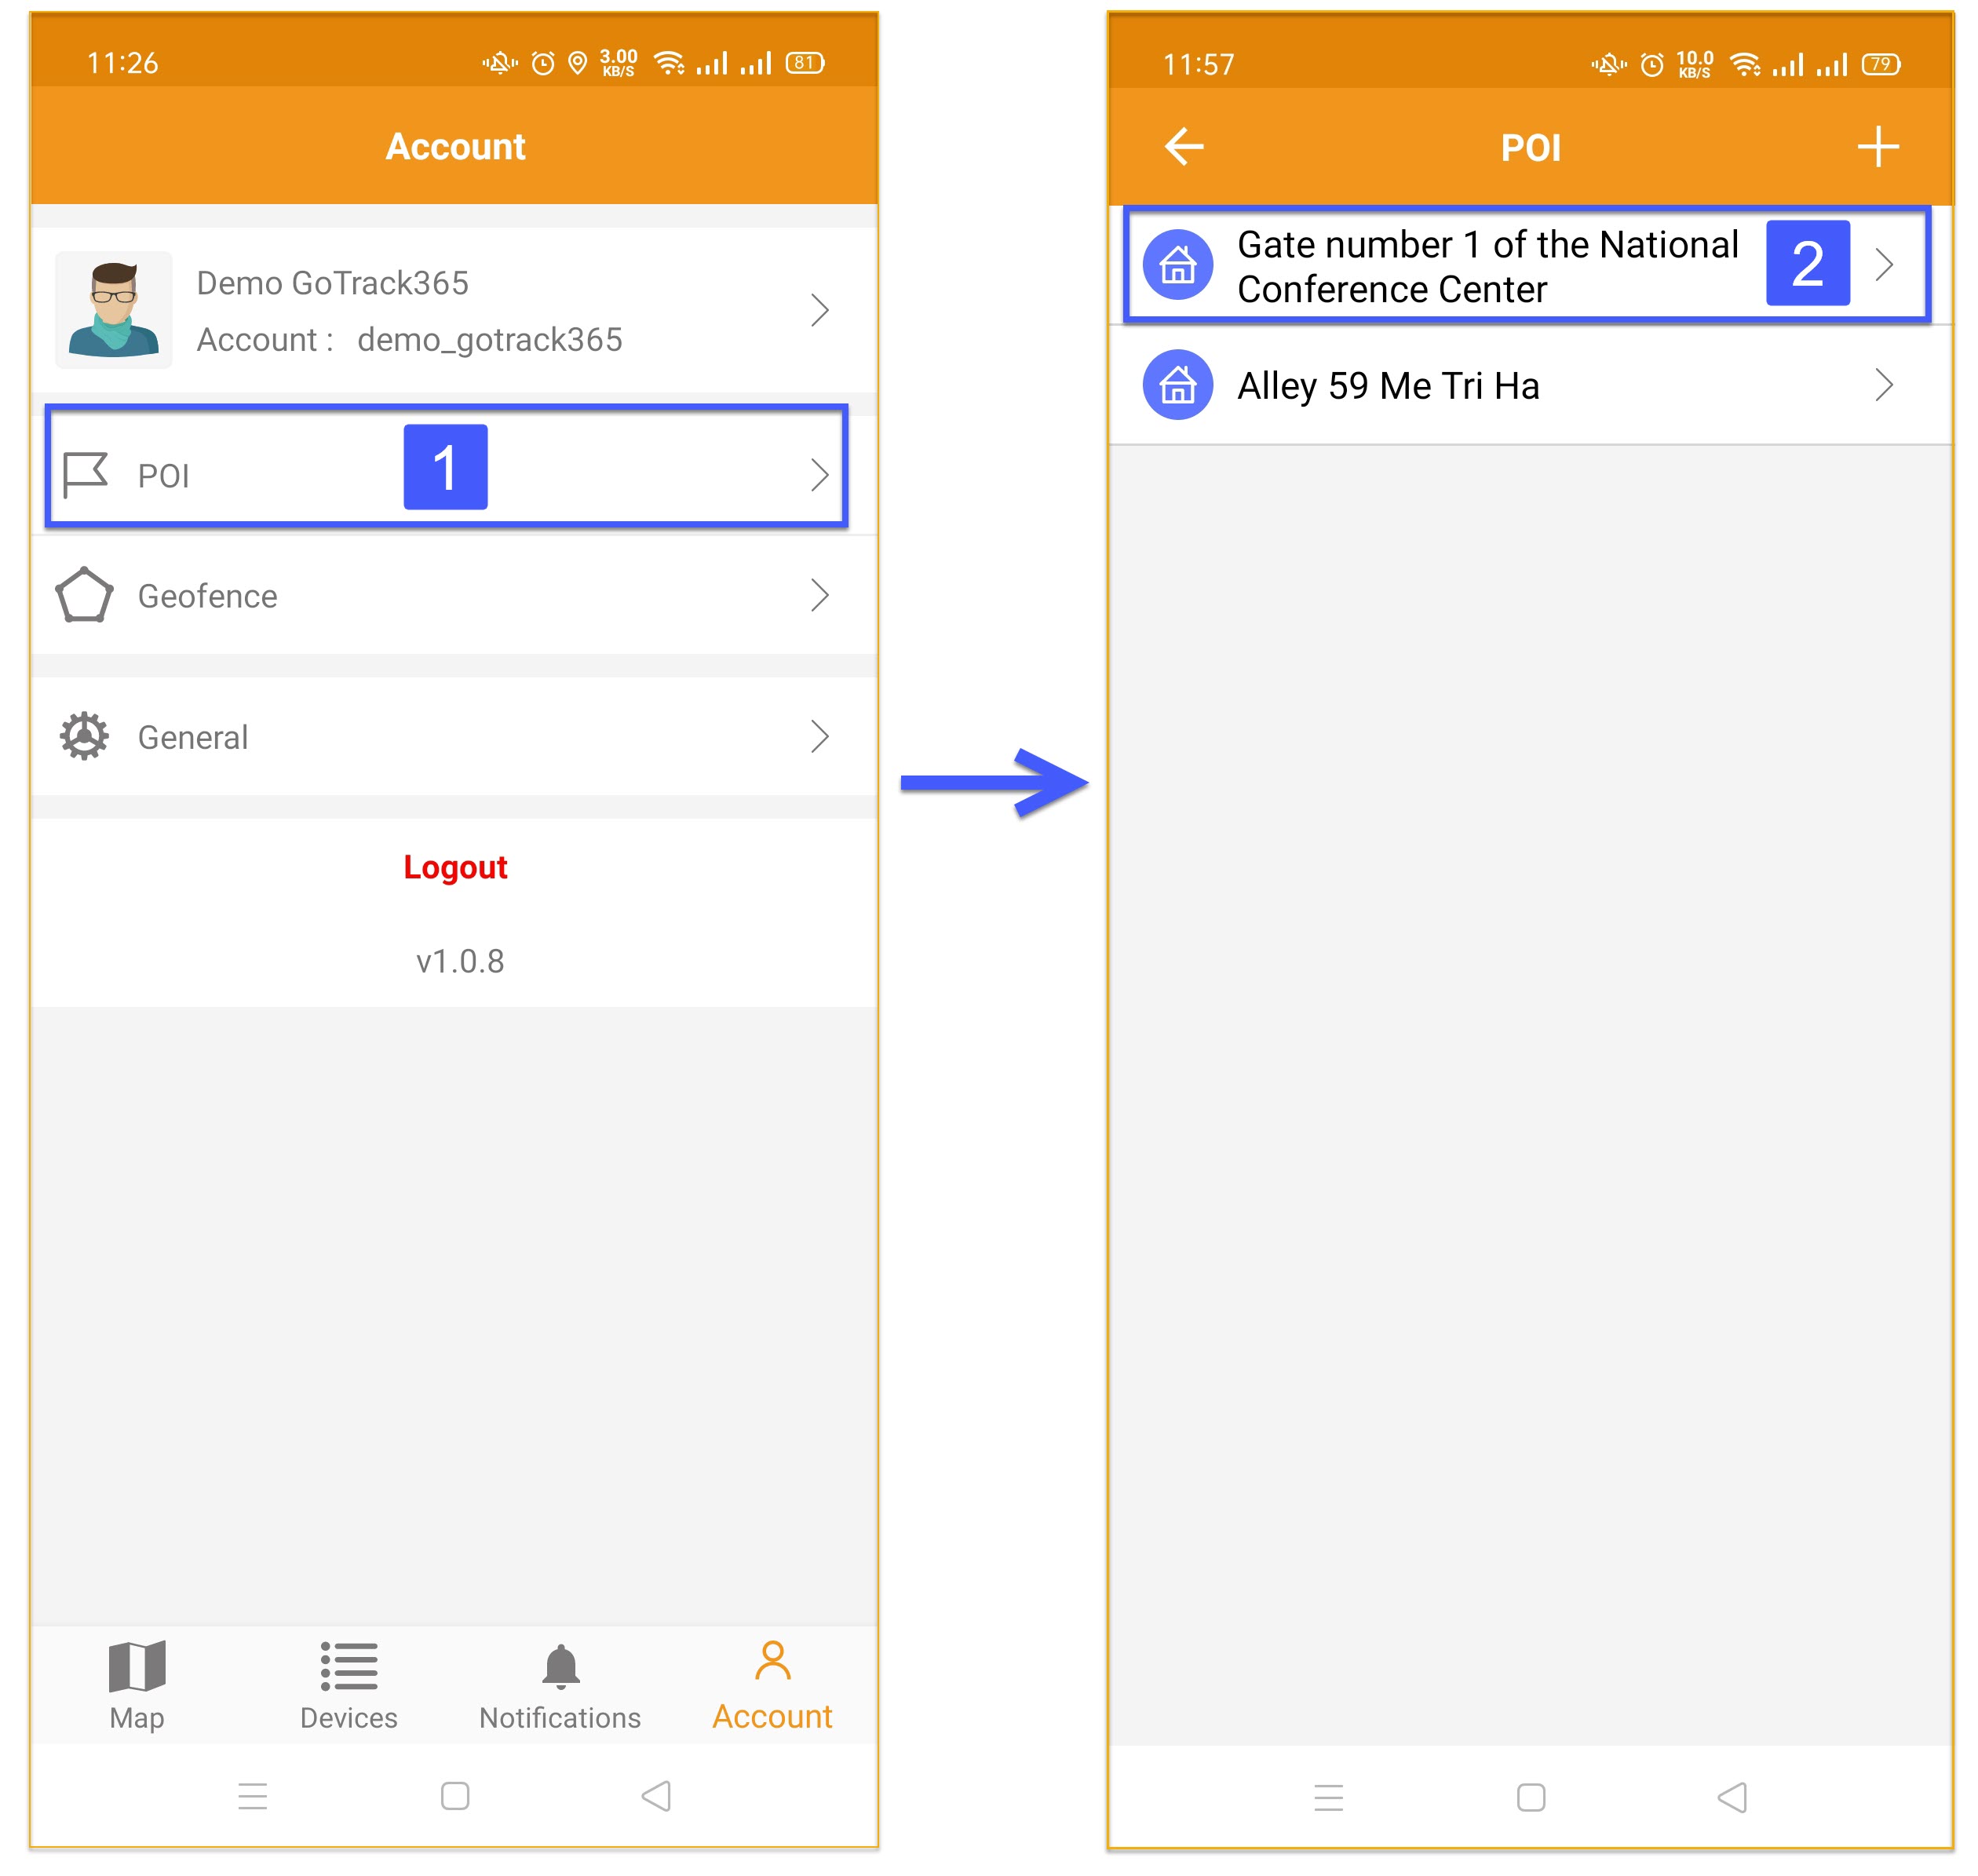 11:26
3.00
KB/S
81
Account
Demo GoTrack365
Account : demo_gotrack365
POI
1
Geofence
General
Logout
v1.0.8
Map
Devices
Notifications
Account
11:57
10.0
KB/S
79
POI
Gate number 1 of the National
Conference Center
2
Alley 59 Me Tri Ha